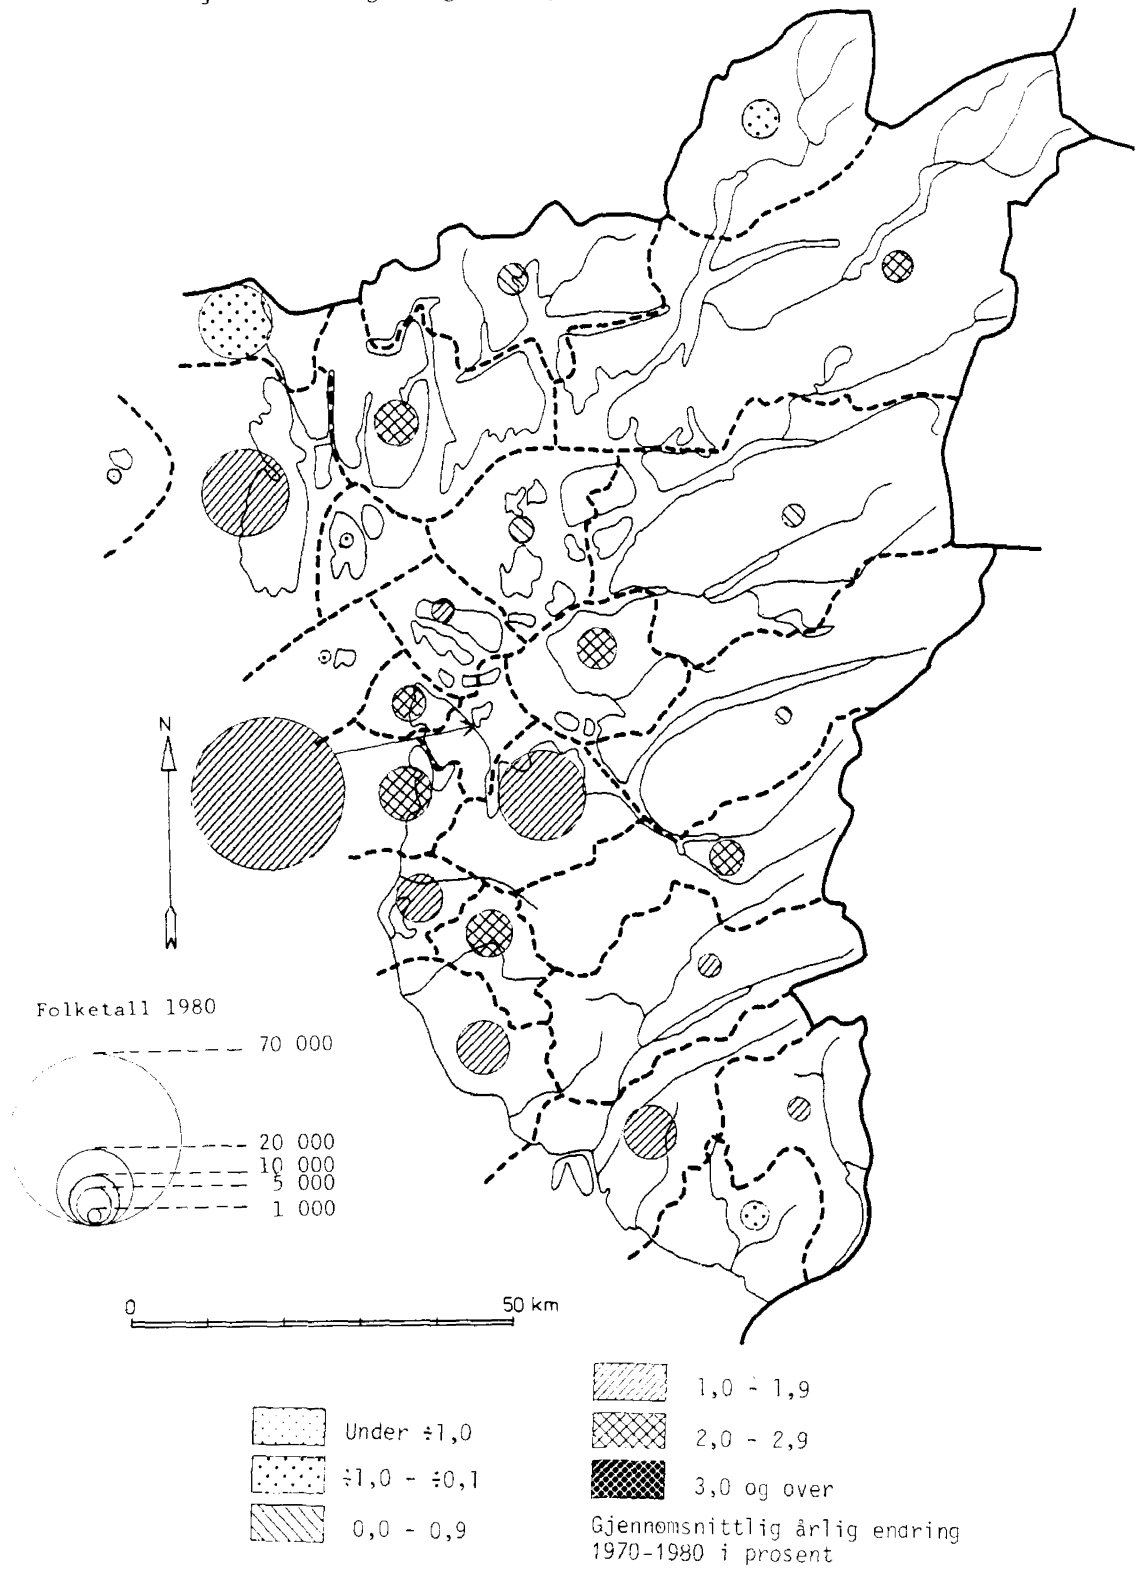 N
Folketall 1980
70 000
20 000
10 000
5 000
1 000
0
50 km
Under ÷1,0
÷1,0 - ÷0,1
0,0 - 0,9
1,0 - 1,9
2,0 - 2,9
3,0 og over
Gjennomsnittlig årlig endring
1970-1980 i prosent